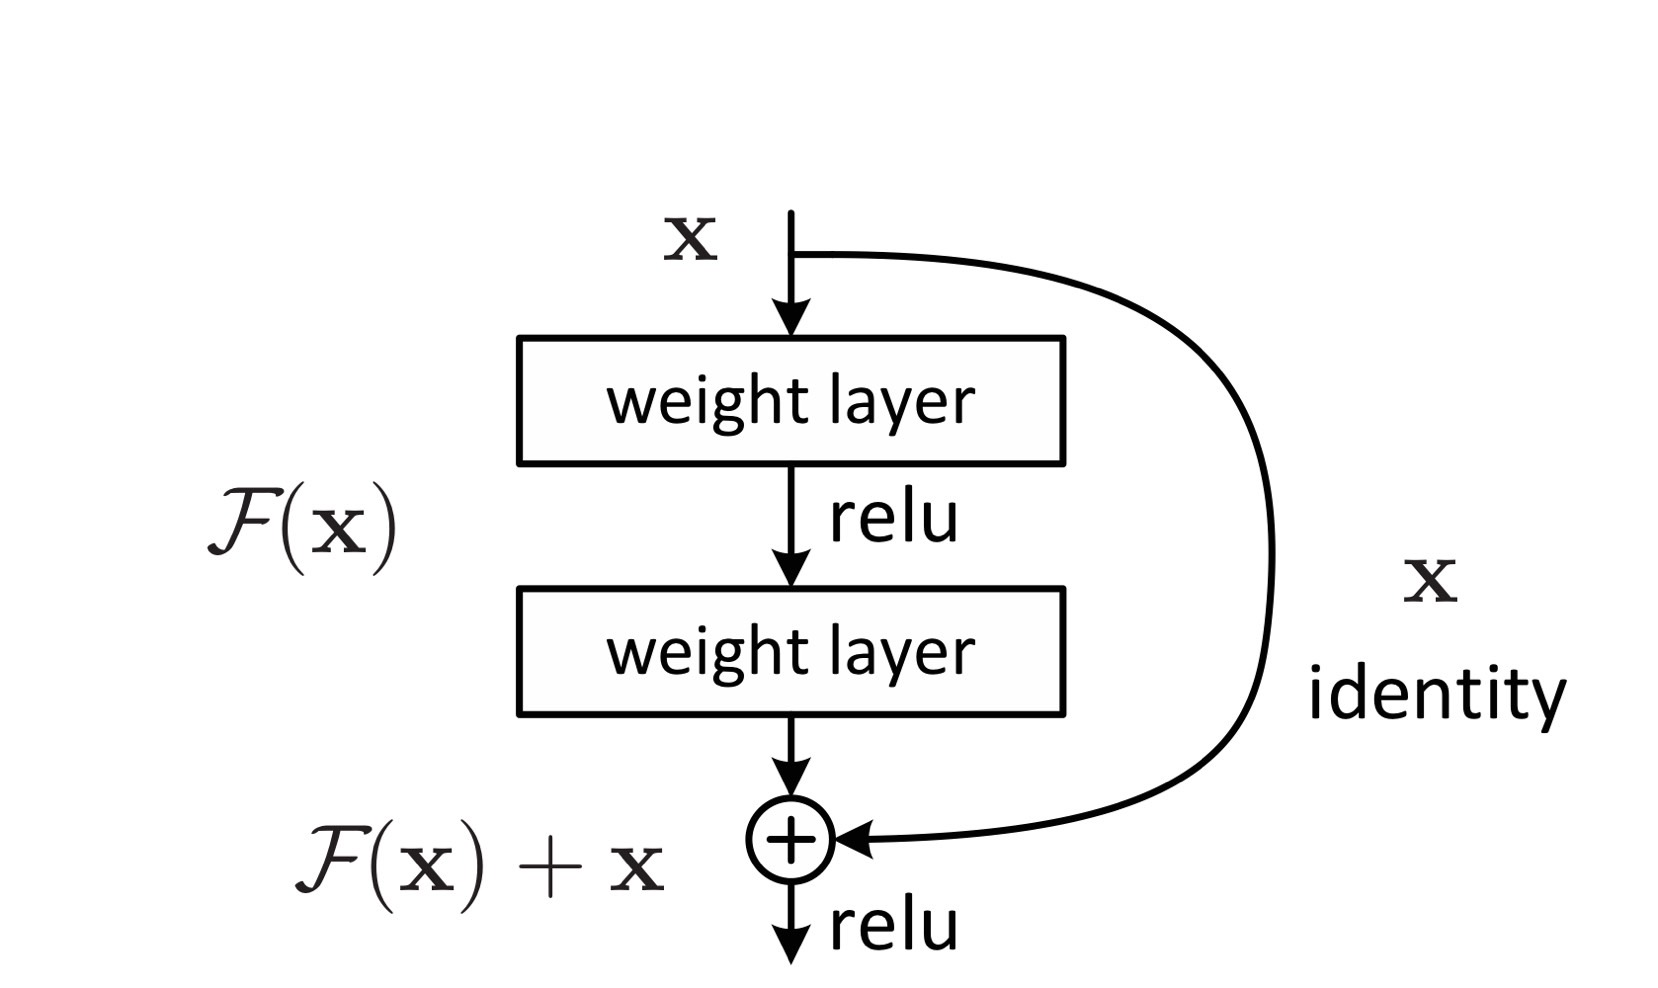 x
weight layer
relu
F(x)
weight layer
x
identity
F(x) + x
relu